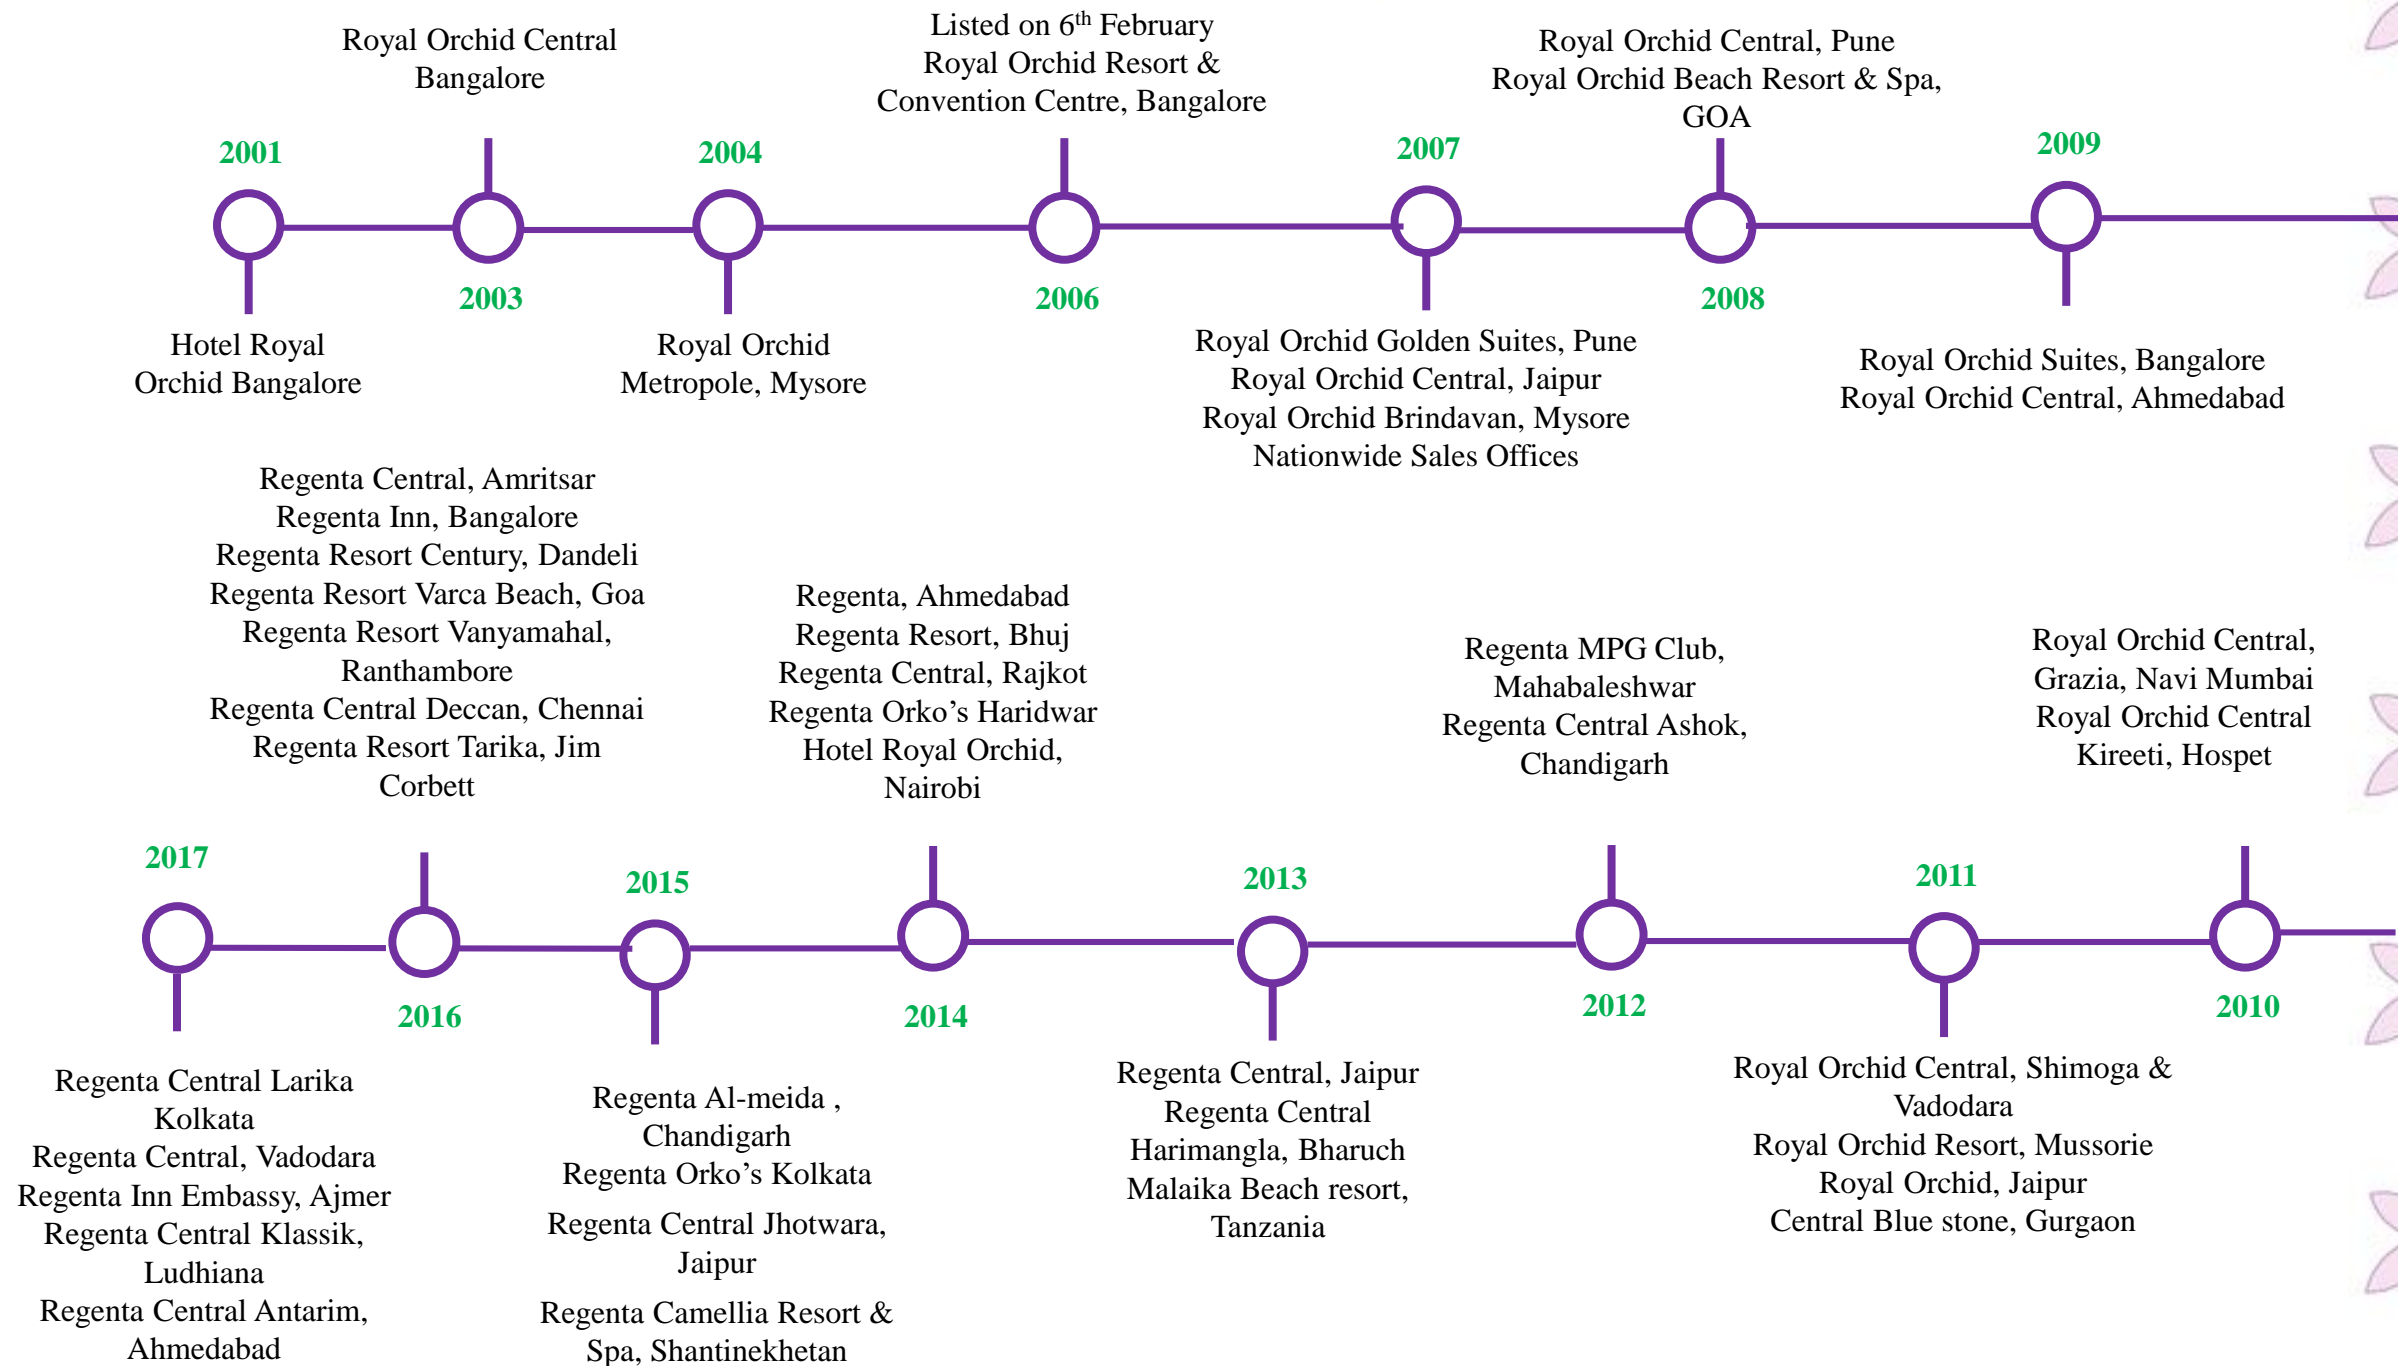 2001
Hotel Royal
Orchid Bangalore
Royal Orchid Central
Bangalore
2003
2004
Royal Orchid
Metropole, Mysore
Listed on 6th February
Royal Orchid Resort &
Convention Centre, Bangalore
2006
2007
Royal Orchid Golden Suites, Pune
Royal Orchid Central, Jaipur
Royal Orchid Brindavan, Mysore
Nationwide Sales Offices
Royal Orchid Central, Pune
Royal Orchid Beach Resort & Spa,
GOA
2008
2009
Royal Orchid Suites, Bangalore
Royal Orchid Central, Ahmedabad
Royal Orchid Central,
Grazia, Navi Mumbai
Royal Orchid Central
Kireeti, Hospet
2010
2011
Royal Orchid Central, Shimoga &
Vadodara
Royal Orchid Resort, Mussorie
Royal Orchid, Jaipur
Central Blue stone, Gurgaon
Regenta MPG Club,
Mahabaleshwar
Regenta Central Ashok,
Chandigarh
2012
2013
Regenta Central, Jaipur
Regenta Central
Harimangla, Bharuch
Malaika Beach resort,
Tanzania
Regenta, Ahmedabad
Regenta Resort, Bhuj
Regenta Central, Rajkot
Regenta Orko’s Haridwar
Hotel Royal Orchid,
Nairobi
2014
2015
Regenta Al-meida ,
Chandigarh
Regenta Orko’s Kolkata
Regenta Central Jhotwara,
Jaipur
Regenta Camellia Resort &
Spa, Shantinekhetan
Regenta Central, Amritsar
Regenta Inn, Bangalore
Regenta Resort Century, Dandeli
Regenta Resort Varca Beach, Goa
Regenta Resort Vanyamahal,
Ranthambore
Regenta Central Deccan, Chennai
Regenta Resort Tarika, Jim
Corbett
2016
2017
Regenta Central Larika
Kolkata
Regenta Central, Vadodara
Regenta Inn Embassy, Ajmer
Regenta Central Klassik,
Ludhiana
Regenta Central Antarim,
Ahmedabad